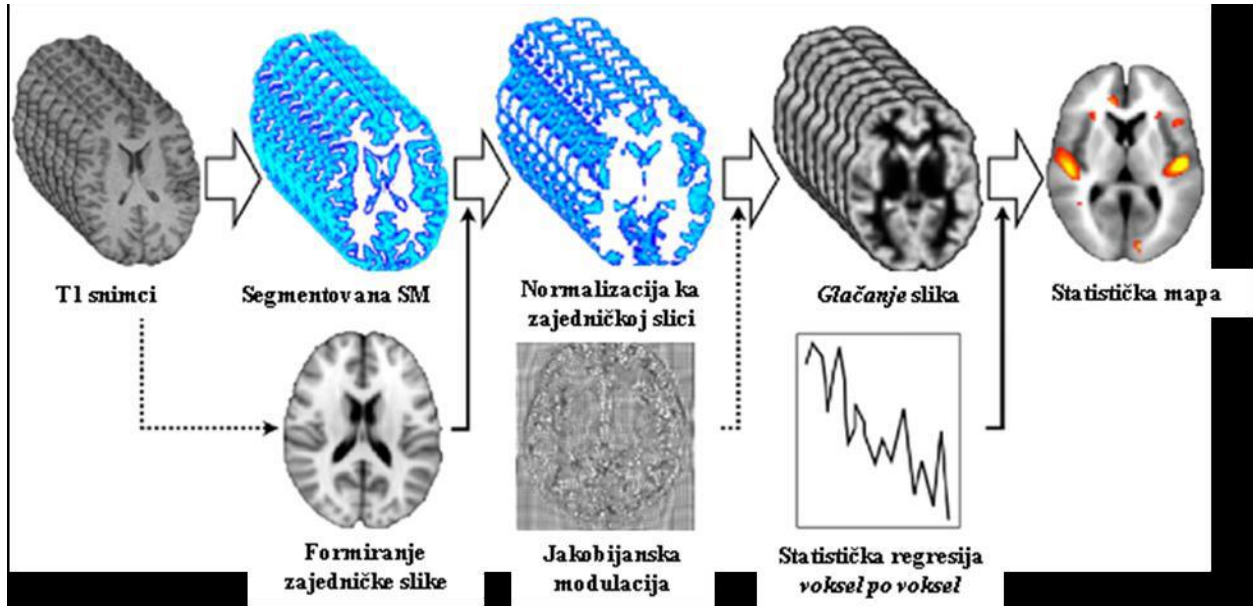 T1 snimci
Segmentovana SM
Normalizacija ka
zajedničkoj slici
Glačanje slika
Statistička mapa
Formiranje
zajedničke slike
Jakobijanska
modulacija
Statistička regresija
voksel po voksel